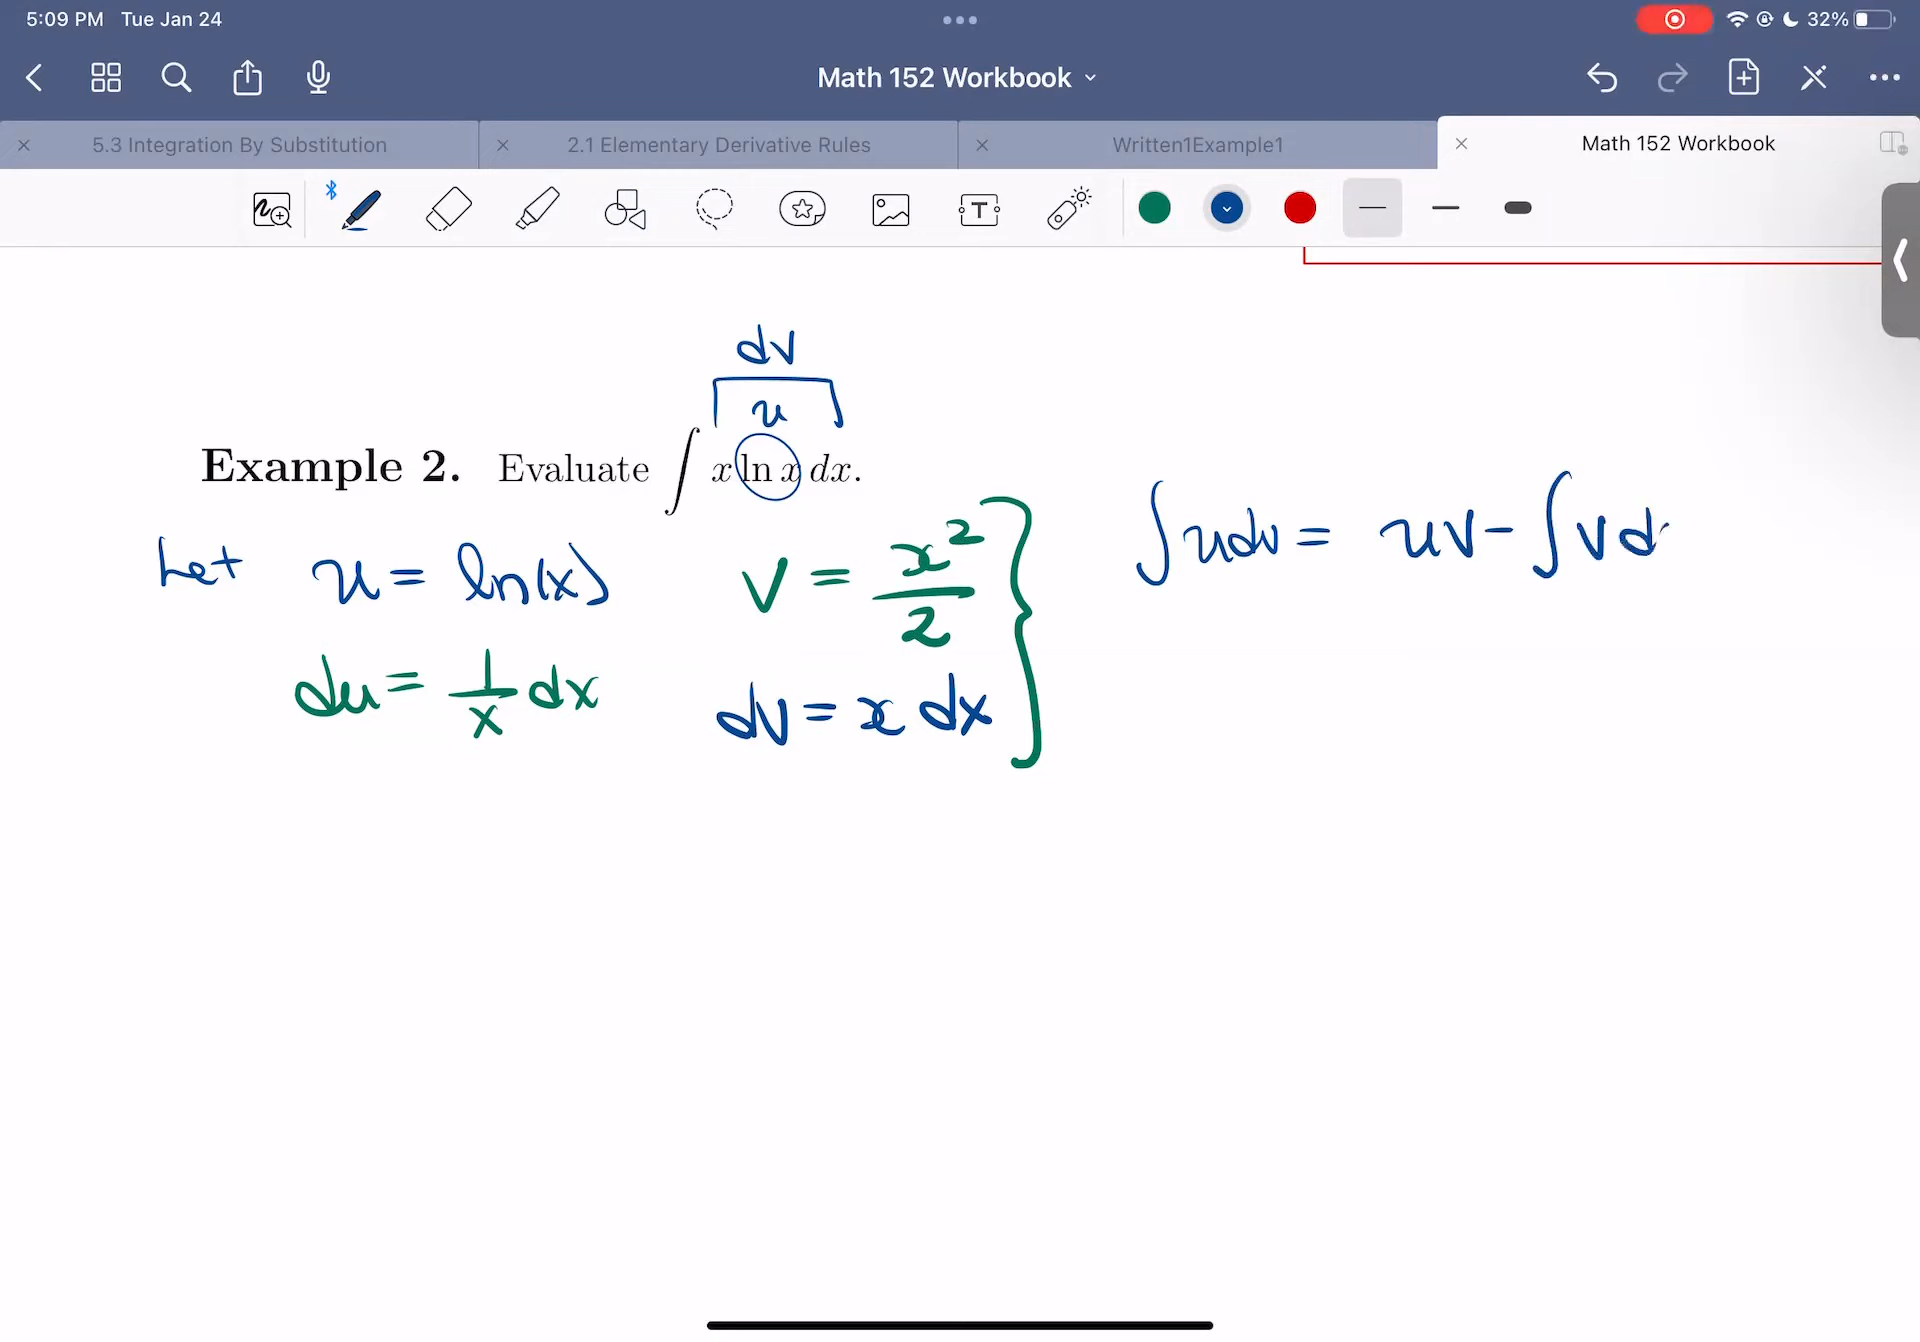 5:09 PM Tue Jan 24
32%
Math 152 Workbook
5.3 Integration By Substitution
2.1 Elementary Derivative Rules
Written1Example1
Math 152 Workbook
T
dv
u
Example 2. Evaluate ∫ x ln x dx.
Let u = ln(x) v = x²/2
du = 1/x dx dv = x dx
∫ u dv = uv - ∫ v d